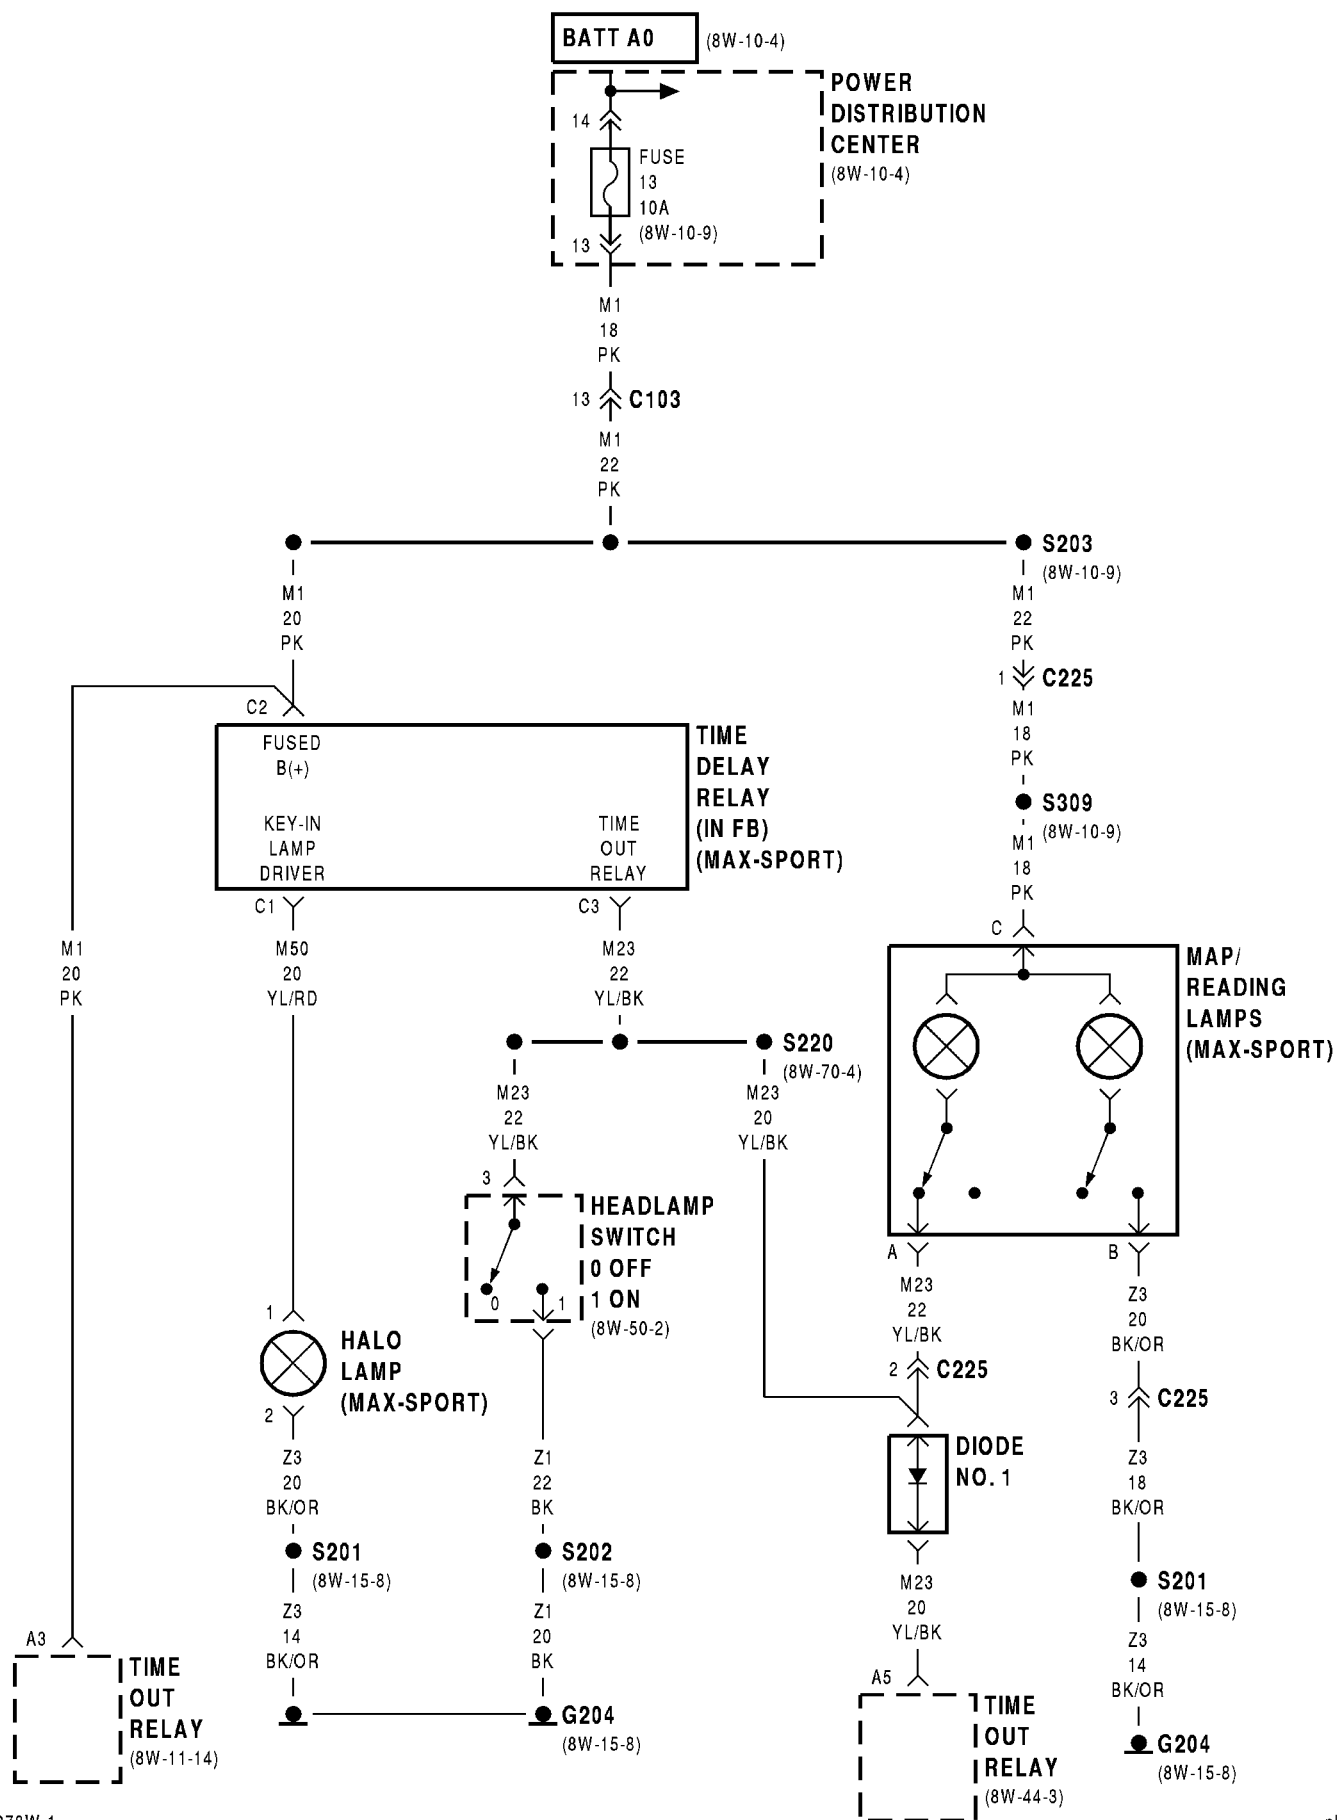 BATT A0 (8W-10-4)
POWER
DISTRIBUTION
CENTER
(8W-10-4)
14
FUSE
13
10A
(8W-10-9)
13
M1
18
PK
13 C103
M1
22
PK
S203
(8W-10-9)
M1
20
PK
M1
22
PK
1 C225
C2
M1
18
PK
FUSED
B(+)
KEY-IN
LAMP
DRIVER
TIME
OUT
RELAY
TIME
DELAY
RELAY
(IN FB)
(MAX-SPORT)
S309
(8W-10-9)
M1
18
PK
C1
C3
C
M1
20
PK
M50
20
YL/RD
M23
22
YL/BK
MAP/
READING
LAMPS
(MAX-SPORT)
S220
(8W-70-4)
M23
22
YL/BK
M23
20
YL/BK
3
HEADLAMP
SWITCH
0 OFF
1 ON
(8W-50-2)
0
1
A
B
M23
22
YL/BK
Z3
20
BK/OR
1
HALO
LAMP
(MAX-SPORT)
2
2 C225
3 C225
DIODE
NO. 1
Z3
20
BK/OR
Z1
22
BK
Z3
18
BK/OR
S201
(8W-15-8)
S202
(8W-15-8)
M23
20
YL/BK
S201
(8W-15-8)
Z3
14
BK/OR
Z1
20
BK
Z3
14
BK/OR
A3
TIME
OUT
RELAY
(8W-11-14)
G204
(8W-15-8)
A5
TIME
OUT
RELAY
(8W-44-3)
G204
(8W-15-8)